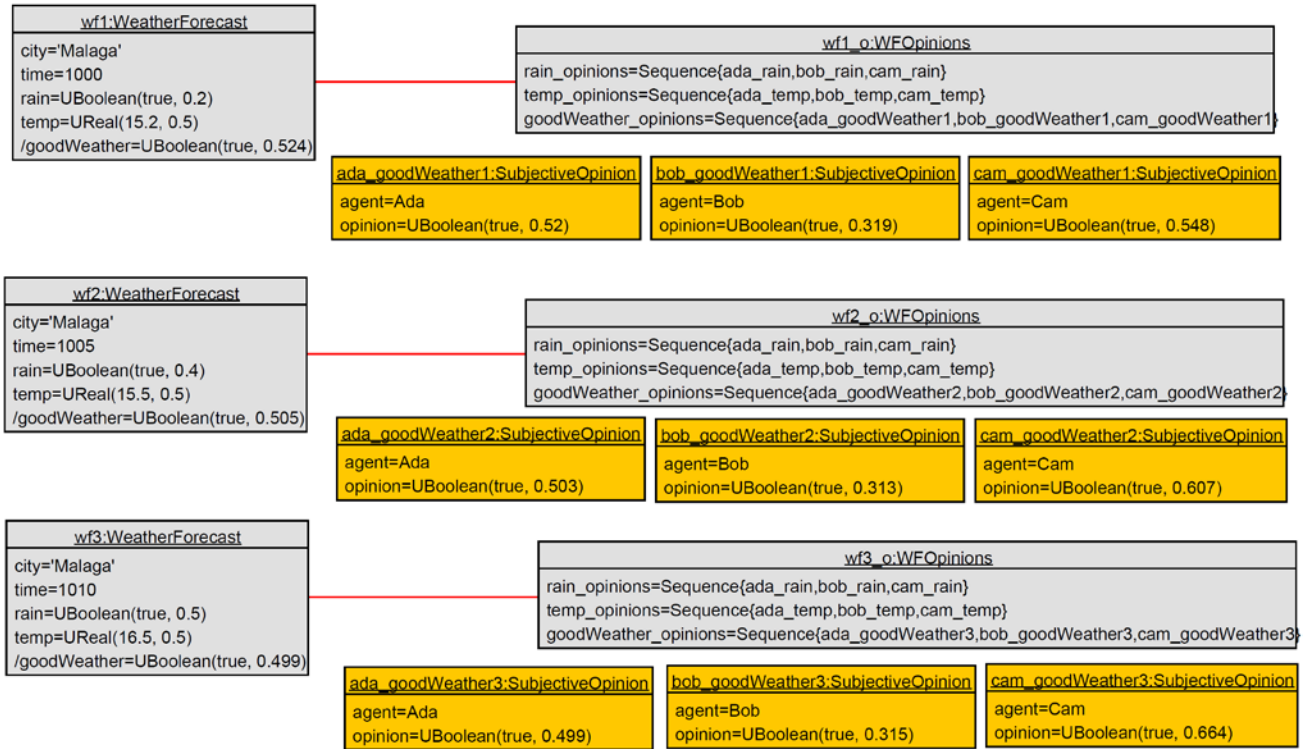 wf1:WeatherForecast
city='Malaga'
time=1000
rain=UBoolean(true, 0.2)
temp=UReal(15.2, 0.5)
/goodWeather=UBoolean(true, 0.524)
wf1_o:WFOpinions
rain_opinions=Sequence{ada_rain,bob_rain,cam_rain}
temp_opinions=Sequence{ada_temp,bob_temp,cam_temp}
goodWeather_opinions=Sequence{ada_goodWeather1,bob_goodWeather1,cam_goodWeather1}
ada_goodWeather1:SubjectiveOpinion
agent=Ada
opinion=UBoolean(true, 0.52)
bob_goodWeather1:SubjectiveOpinion
agent=Bob
opinion=UBoolean(true, 0.319)
cam_goodWeather1:SubjectiveOpinion
agent=Cam
opinion=UBoolean(true, 0.548)
wf2:WeatherForecast
city='Malaga'
time=1005
rain=UBoolean(true, 0.4)
temp=UReal(15.5, 0.5)
/goodWeather=UBoolean(true, 0.505)
wf2_o:WFOpinions
rain_opinions=Sequence{ada_rain,bob_rain,cam_rain}
temp_opinions=Sequence{ada_temp,bob_temp,cam_temp}
goodWeather_opinions=Sequence{ada_goodWeather2,bob_goodWeather2,cam_goodWeather2}
ada_goodWeather2:SubjectiveOpinion
agent=Ada
opinion=UBoolean(true, 0.503)
bob_goodWeather2:SubjectiveOpinion
agent=Bob
opinion=UBoolean(true, 0.313)
cam_goodWeather2:SubjectiveOpinion
agent=Cam
opinion=UBoolean(true, 0.607)
wf3:WeatherForecast
city='Malaga'
time=1010
rain=UBoolean(true, 0.5)
temp=UReal(16.5, 0.5)
/goodWeather=UBoolean(true, 0.499)
wf3_o:WFOpinions
rain_opinions=Sequence{ada_rain,bob_rain,cam_rain}
temp_opinions=Sequence{ada_temp,bob_temp,cam_temp}
goodWeather_opinions=Sequence{ada_goodWeather3,bob_goodWeather3,cam_goodWeather3}
ada_goodWeather3:SubjectiveOpinion
agent=Ada
opinion=UBoolean(true, 0.499)
bob_goodWeather3:SubjectiveOpinion
agent=Bob
opinion=UBoolean(true, 0.315)
cam_goodWeather3:SubjectiveOpinion
agent=Cam
opinion=UBoolean(true, 0.664)